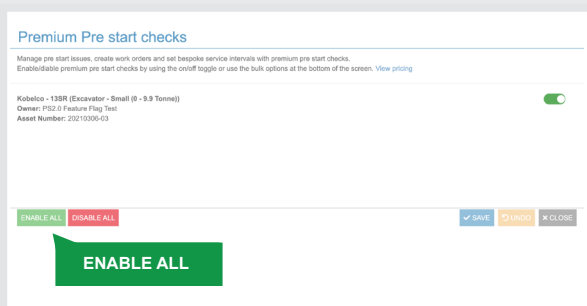 Premium Pre start checks
Manage pre start issues, create work orders and set bespoke service intervals with premium pre start checks.
Enable/diable premium pre start checks by using the on/off toggle or use the bulk options at the bottom of the screen. View pricing
Kobelco - 13SR (Excavator - Small (0 - 9.9 Tonne))
Owner: PS2.0 Feature Flag Test
Asset Number: 20210306-03
ENABLE ALL DISABLE ALL SAVE UNDO CLOSE
ENABLE ALL